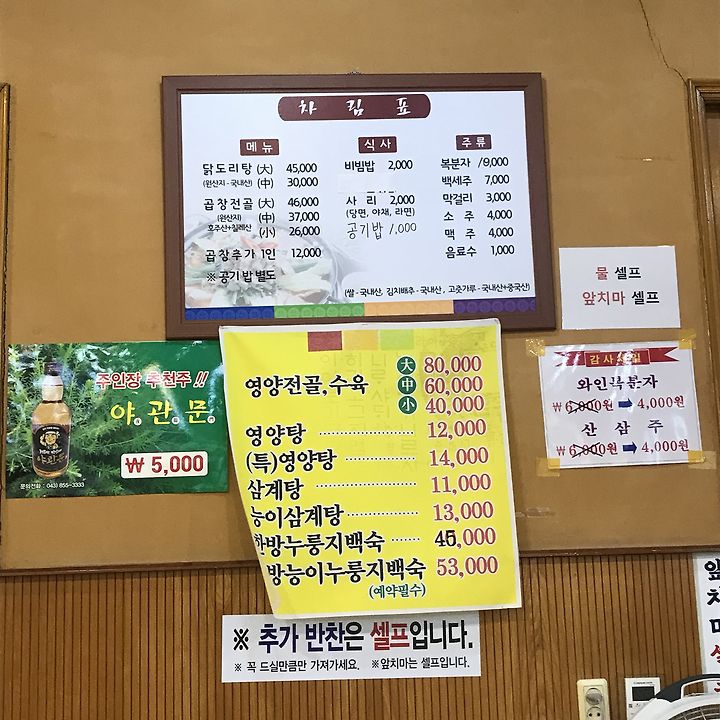 차림표
메뉴
닭도리탕 (大) 45,000
(원산지-국내산) (中) 30,000
곱창전골 (大) 46,000
(원산지) (中) 37,000
호주산+칠레산 (小) 26,000
곱창추가 1인 12,000
※ 공기밥 별도
식사
비빔밥 2,000
사리 2,000
(당면, 야채, 라면)
공기밥 1,000
주류
복분자 /9,000
백세주 7,000
막걸리 3,000
소주 4,000
맥주 4,000
음료수 1,000
(쌀-국내산, 김치배추-국내산, 고춧가루-국내산+중국산)
물 셀프
앞치마 셀프
주인장 추천주 !!
야관문
₩ 5,000
문의전화 : 043) 855-3333
영양전골,수육 大 80,000
中 60,000
小 40,000
영양탕 12,000
(특)영양탕 14,000
삼계탕 11,000
능이삼계탕 13,000
한방누룽지백숙 45,000
방능이누룽지백숙 53,000
(예약필수)
와인복분자
₩ 6,000원 ➡ 4,000원
산삼주
₩ 6,000원 ➡ 4,000원
※ 추가 반찬은 셀프입니다.
※ 꼭 드실만큼만 가져가세요. ※앞치마는 셀프입니다.
앞
치
마